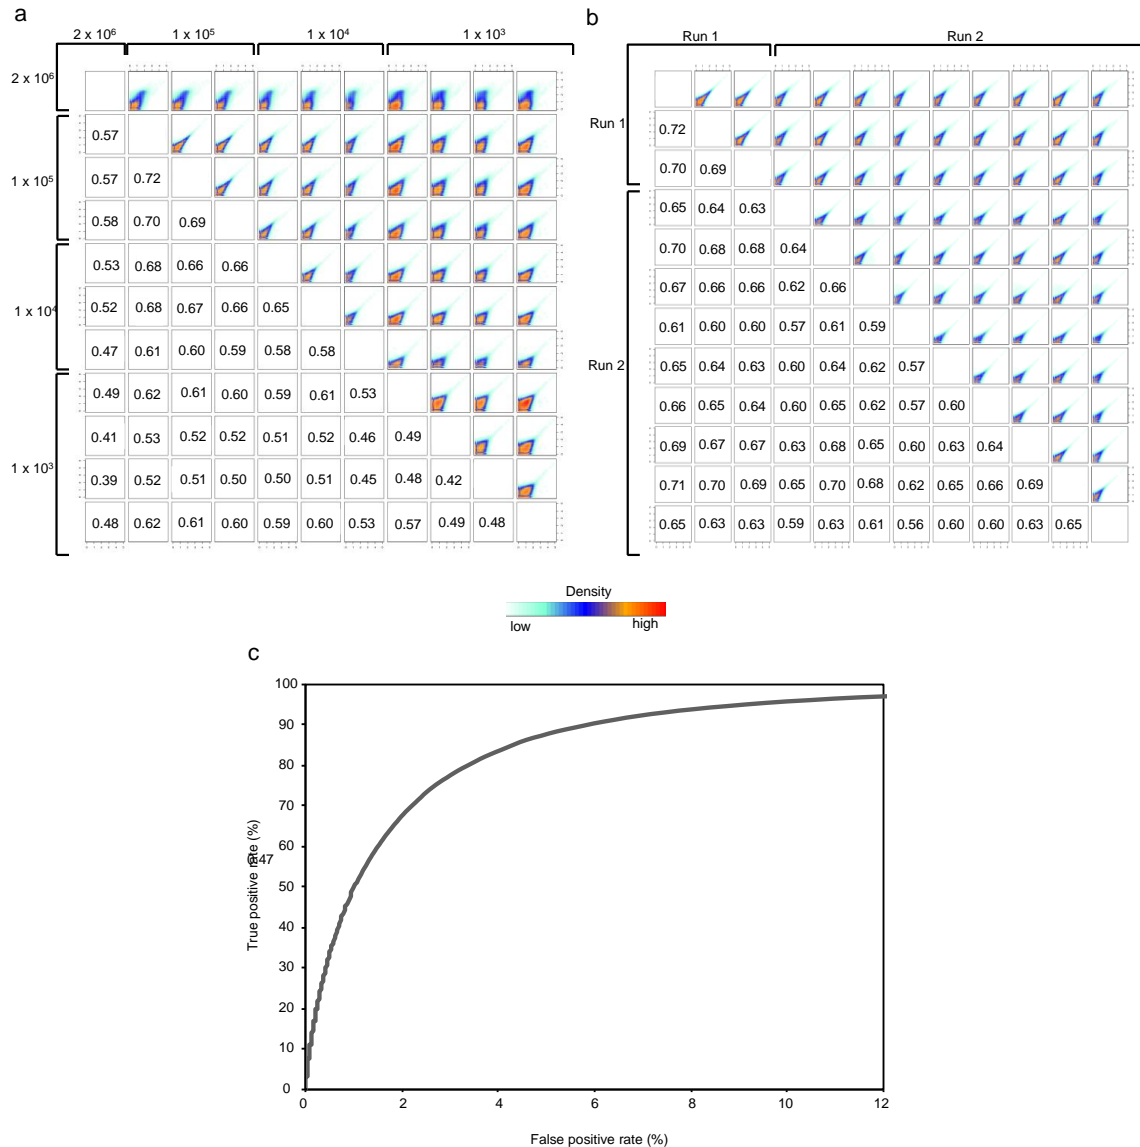 a
2 x 10⁶ 1 x 10⁵ 1 x 10⁴ 1 x 10³
2 x 10⁶
0.57
1 x 10⁵
0.57 0.72
0.58 0.70 0.69
0.53 0.68 0.66 0.66
1 x 10⁴
0.52 0.68 0.67 0.66 0.65
0.47 0.61 0.60 0.59 0.58 0.58
0.49 0.62 0.61 0.60 0.59 0.61 0.53
0.41 0.53 0.52 0.52 0.51 0.52 0.46 0.49
1 x 10³
0.39 0.52 0.51 0.50 0.50 0.51 0.45 0.48 0.42
0.48 0.62 0.61 0.60 0.59 0.60 0.53 0.57 0.49 0.48
b
Run 1 Run 2
Run 1
0.72
0.70 0.69
0.65 0.64 0.63
0.70 0.68 0.68 0.64
0.67 0.66 0.66 0.62 0.66
0.61 0.60 0.60 0.57 0.61 0.59
Run 2
0.65 0.64 0.63 0.60 0.64 0.62 0.57
0.66 0.65 0.64 0.60 0.65 0.62 0.57 0.60
0.69 0.67 0.67 0.63 0.68 0.65 0.60 0.63 0.64
0.71 0.70 0.69 0.65 0.70 0.68 0.62 0.65 0.66 0.69
0.65 0.63 0.63 0.59 0.63 0.61 0.56 0.60 0.60 0.63 0.65
Density
low high
c
100
90
80
70
60
50
40
30
20
10
0
True positive rate (%)
0.47
0 2 4 6 8 10 12
False positive rate (%)